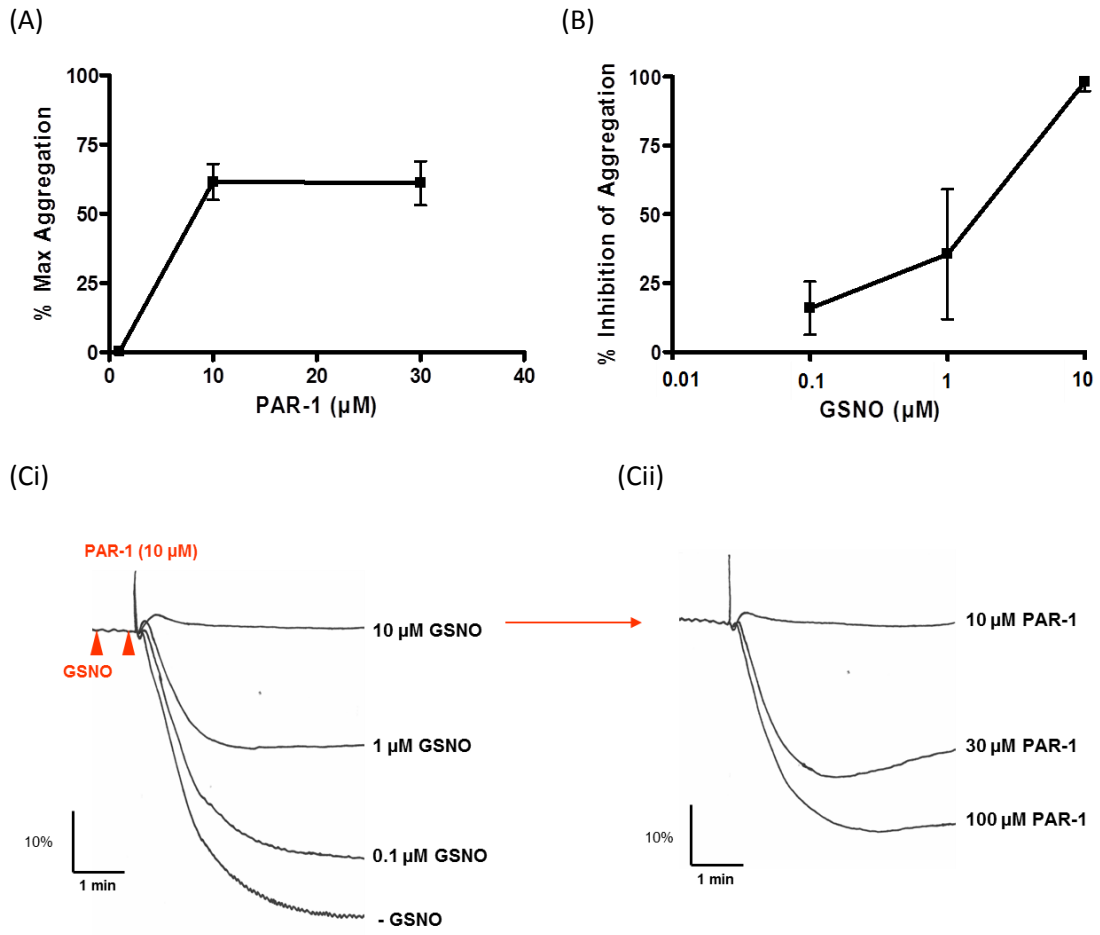 (A)
100
75
50
25
0
% Max Aggregation
0 10 20 30 40
PAR-1 (µM)
(B)
100
75
50
25
0
% Inhibition of Aggregation
0.01 0.1 1 10
GSNO (µM)
(Ci)
PAR-1 (10 µM)
GSNO
10 µM GSNO
1 µM GSNO
0.1 µM GSNO
- GSNO
10%
1 min
(Cii)
10 µM PAR-1
30 µM PAR-1
100 µM PAR-1
10%
1 min